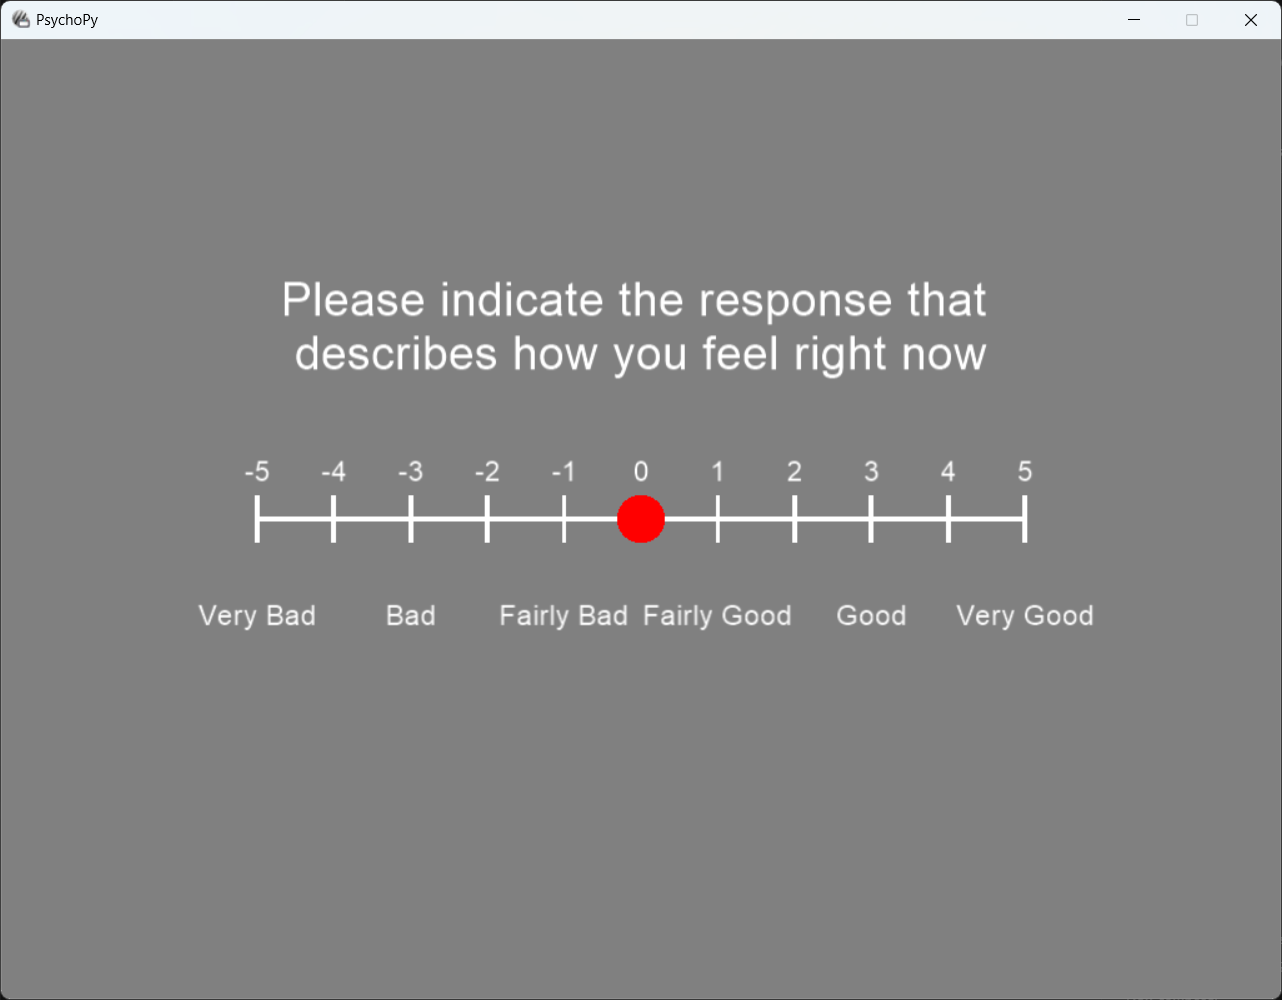 PsychoPy
Please indicate the response that
describes how you feel right now
-5 -4 -3 -2 -1 0 1 2 3 4 5
Very Bad Bad Fairly Bad Fairly Good Good Very Good